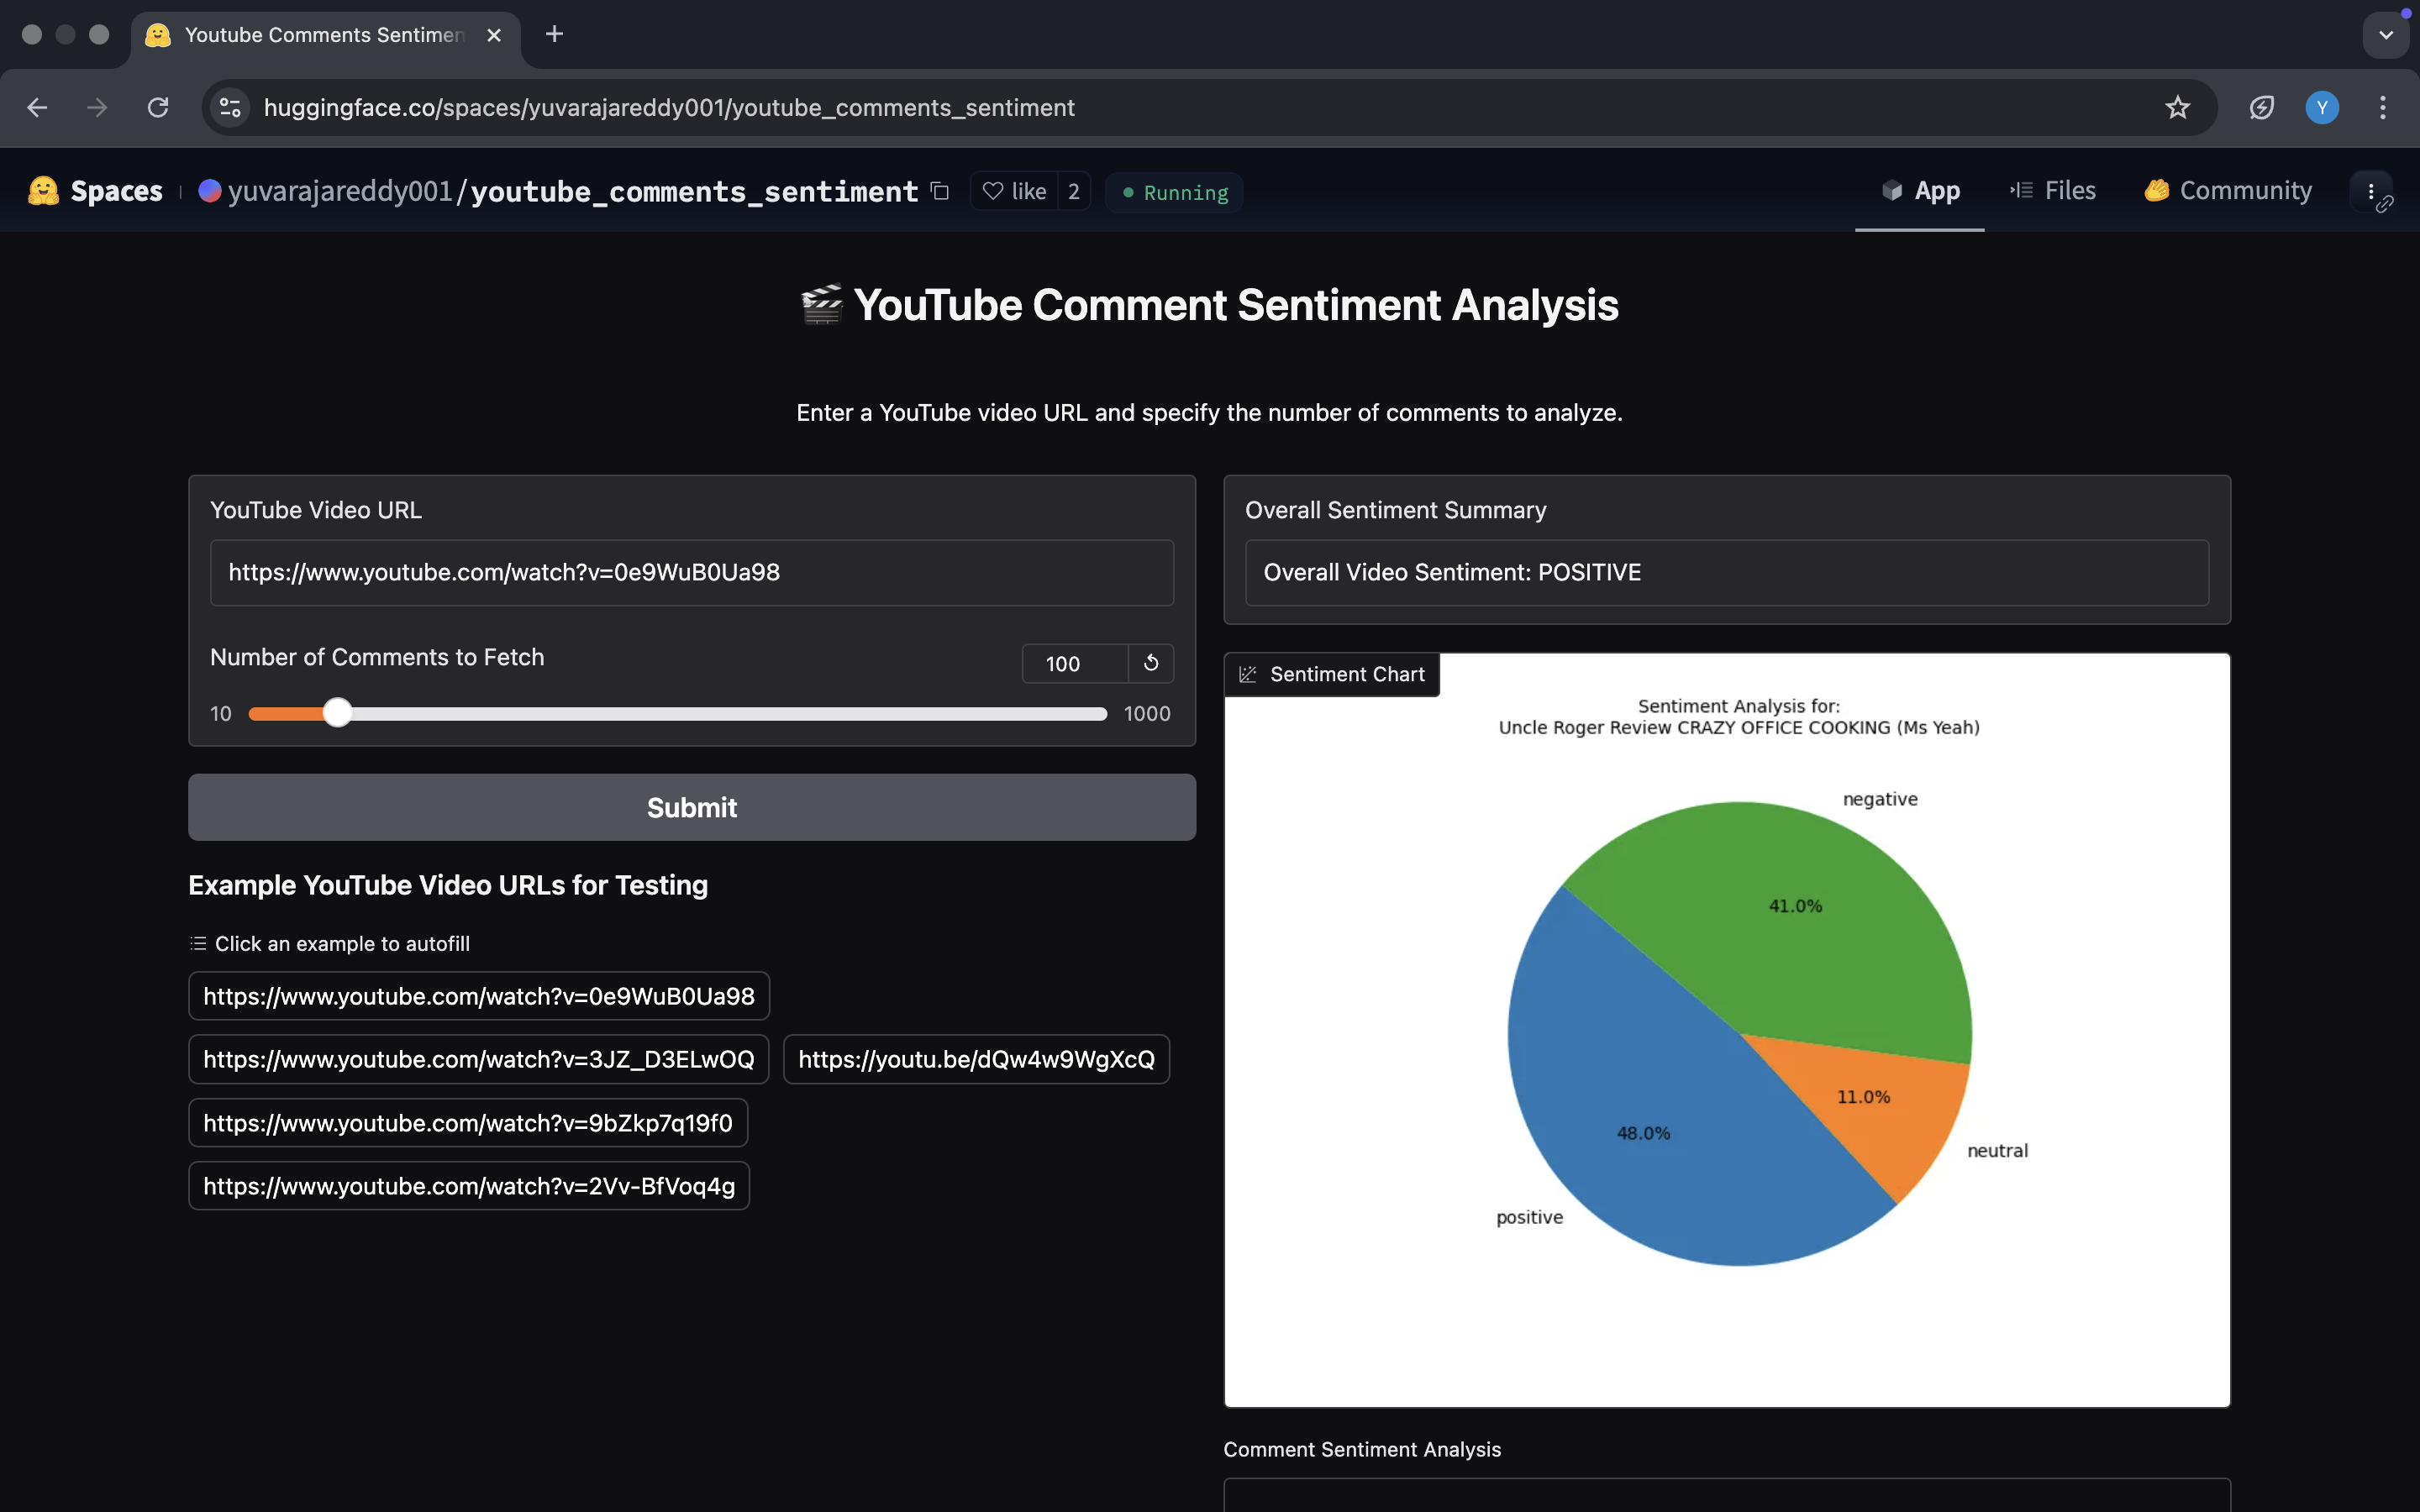 Youtube Comments Sentimen
huggingface.co/spaces/yuvarajareddy001/youtube_comments_sentiment
Y
Spaces
yuvarajareddy001/youtube_comments_sentiment
like 2
Running
App
Files
Community
YouTube Comment Sentiment Analysis
Enter a YouTube video URL and specify the number of comments to analyze.
YouTube Video URL
https://www.youtube.com/watch?v=0e9WuB0Ua98
Number of Comments to Fetch
100
10
1000
Submit
Example YouTube Video URLs for Testing
Click an example to autofill
https://www.youtube.com/watch?v=0e9WuB0Ua98
https://www.youtube.com/watch?v=3JZ_D3ELwOQ
https://youtu.be/dQw4w9WgXcQ
https://www.youtube.com/watch?v=9bZkp7q19f0
https://www.youtube.com/watch?v=2Vv-BfVoq4g
Overall Sentiment Summary
Overall Video Sentiment: POSITIVE
Sentiment Chart
Sentiment Analysis for:
Uncle Roger Review CRAZY OFFICE COOKING (Ms Yeah)
negative
41.0%
11.0%
48.0%
neutral
positive
Comment Sentiment Analysis